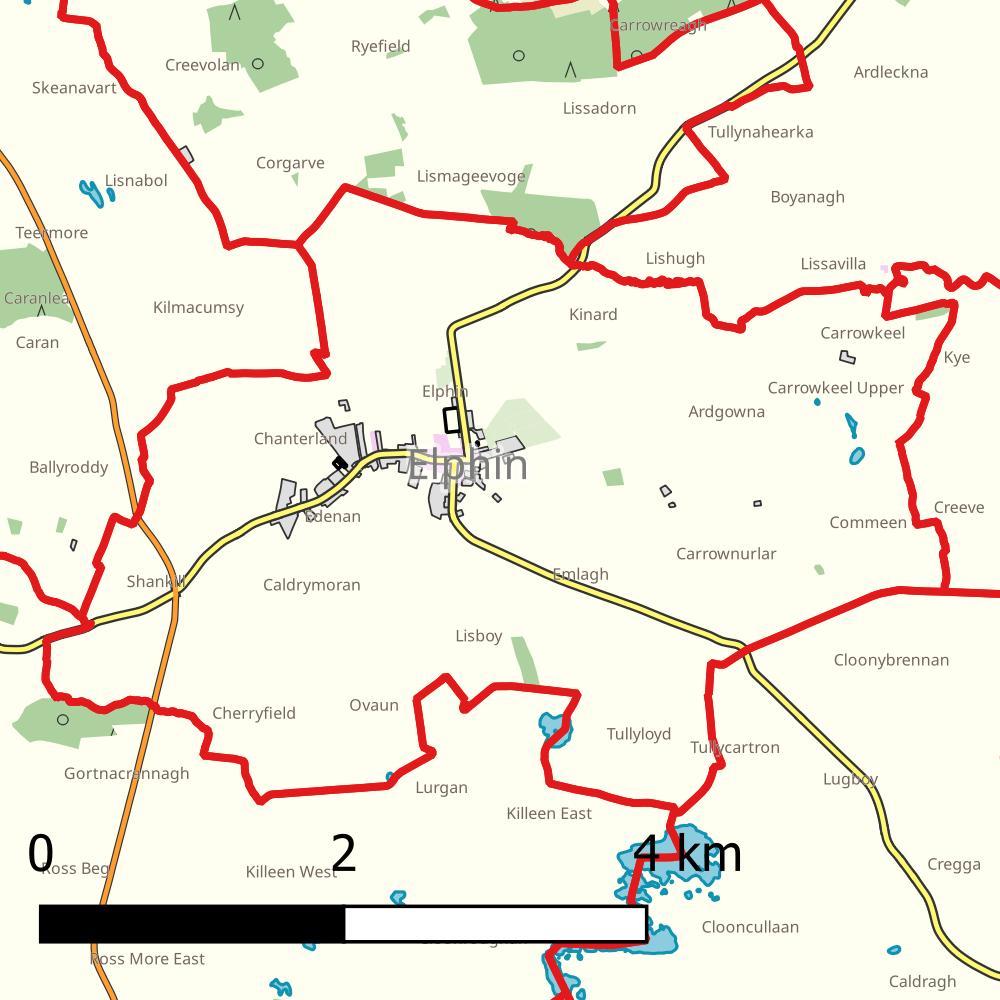 Carrowreagh
Ryefield
Creevolan
Ardleckna
Skeanavart
Lissadorn
Tullynahearka
Corgarve
Lismageevoge
Lisnabol
Boyanagh
Teermore
Lishugh
Lissavilla
Caranlea
Kilmacumsy
Kinard
Carrowkeel
Caran
Kye
Elphin
Carrowkeel Upper
Ardgowna
Chanterland
Elphin
Ballyroddy
Creeve
Edenan
Commeen
Carrownurlar
Emlagh
Shankill
Caldrymoran
Lisboy
Cloonybrennan
Ovaun
Cherryfield
Tullyloyd
Tullycartron
Gortnacrannagh
Lugboy
Lurgan
Killeen East
0 2 4 km
Ross Beg
Killeen West
Cregga
Clooncullaan
Ross More East
Caldragh